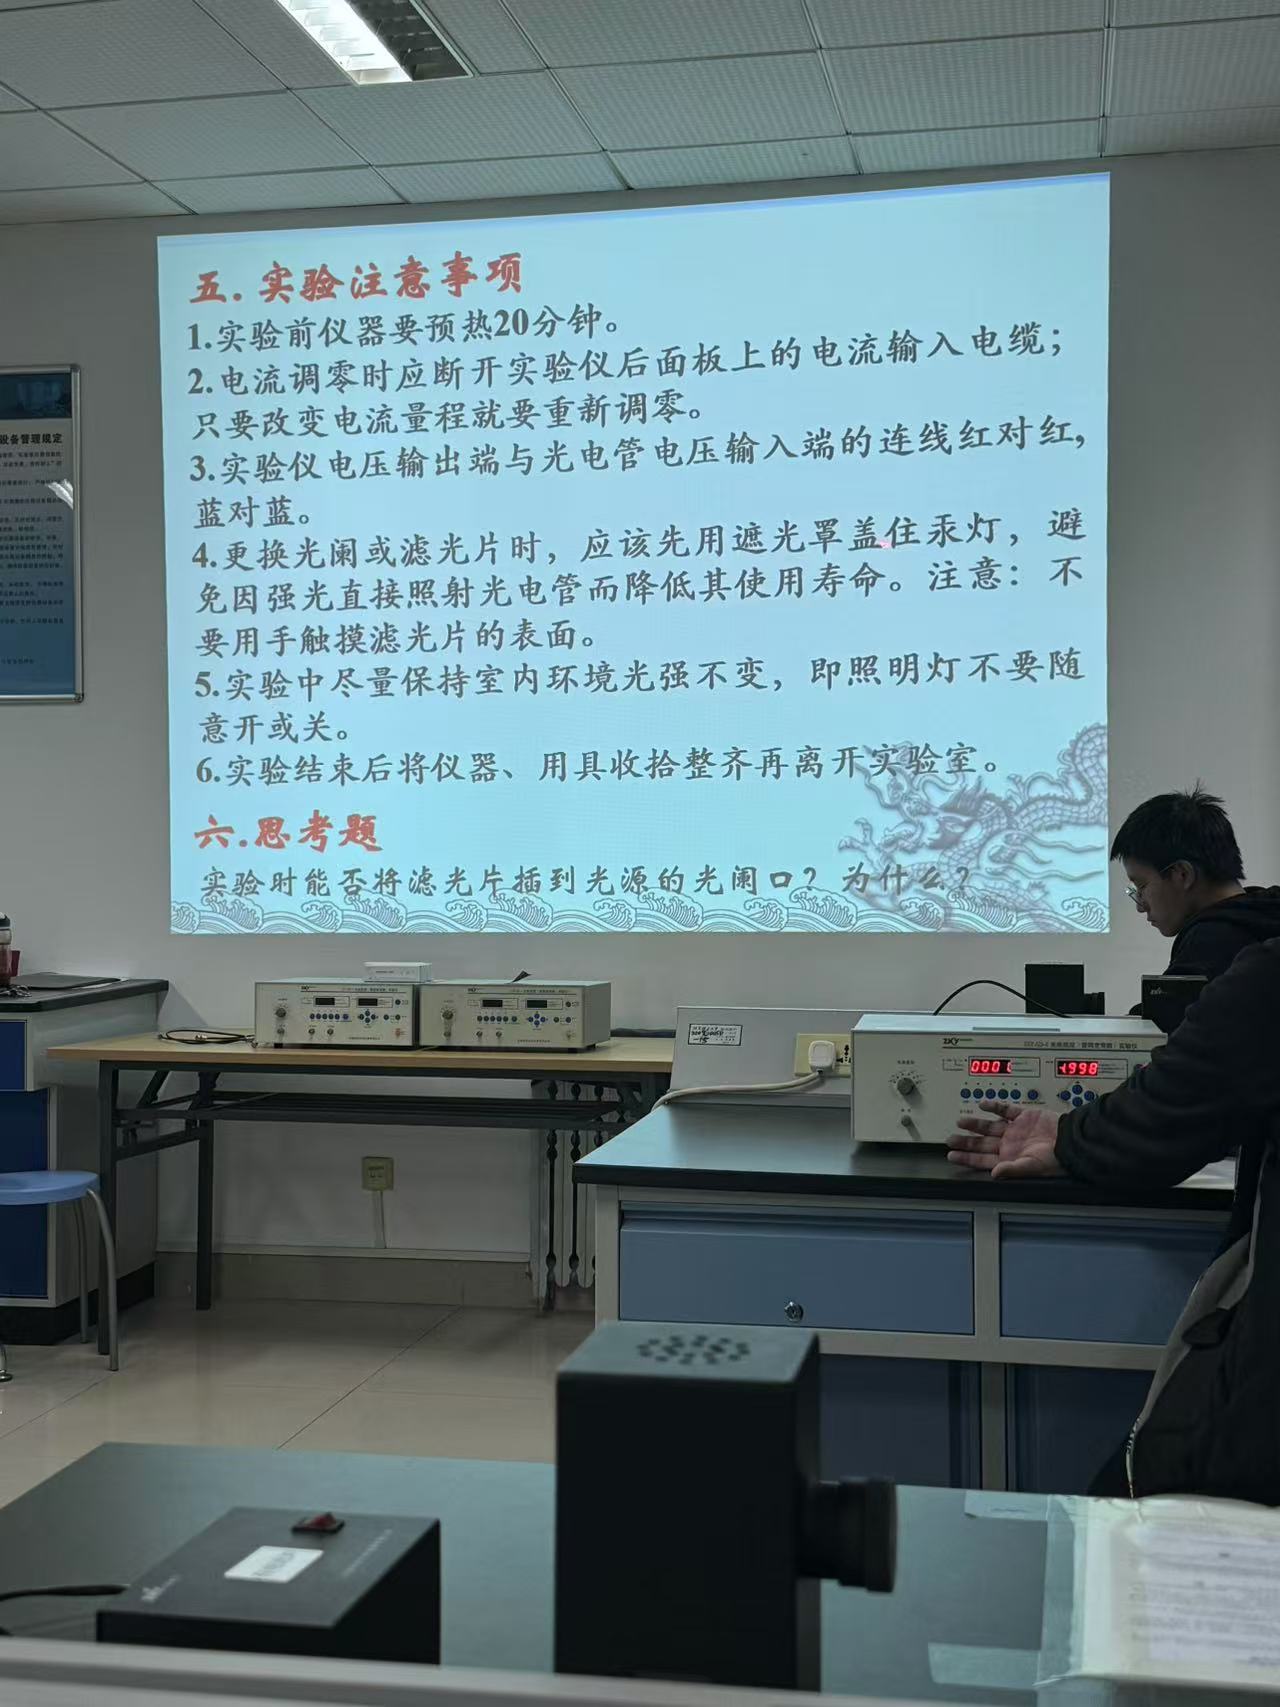 五.实验注意事项
1.实验前仪器要预热20分钟。
2.电流调零时应断开实验仪后面板上的电流输入电缆；
只要改变电流量程就要重新调零。
3.实验仪电压输出端与光电管电压输入端的连线红对红，
蓝对蓝。
4.更换光阑或滤光片时，应该先用遮光罩盖住汞灯，避
免因强光直接照射光电管而降低其使用寿命。注意：不
要用手触摸滤光片的表面。
5.实验中尽量保持室内环境光强不变，即照明灯不要随
意开或关。
6.实验结束后将仪器、用具收拾整齐再离开实验室。
六.思考题
实验时能否将滤光片插到光源的光阑口？为什么？
设备管理规定
ZKY
0001
-1.998